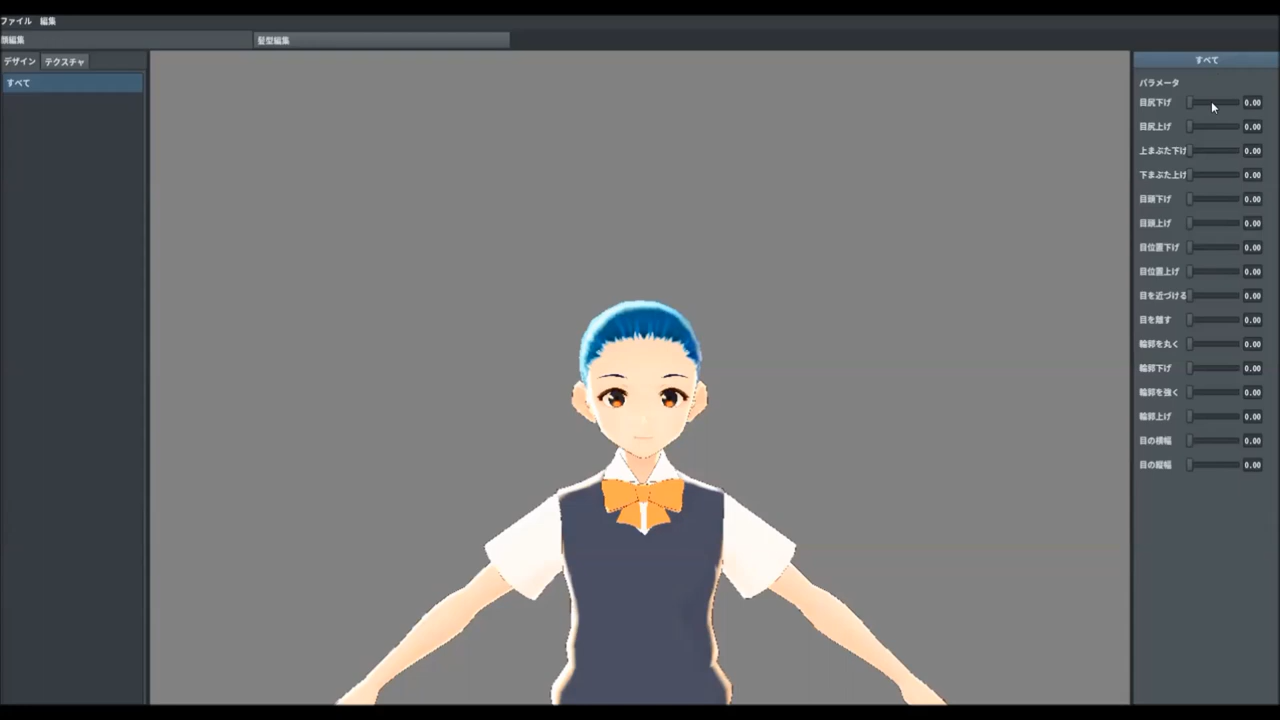 ファイル 編集
顔編集 髪型編集
デザイン テクスチャ
すべて
すべて
パラメータ
目尻下げ 0.00
目尻上げ 0.00
上まぶた下げ 0.00
下まぶた上げ 0.00
目頭下げ 0.00
目頭上げ 0.00
目位置下げ 0.00
目位置上げ 0.00
目を近づける 0.00
目を離す 0.00
輪郭を丸く 0.00
輪郭下げ 0.00
輪郭を強く 0.00
輪郭上げ 0.00
目の横幅 0.00
目の縦幅 0.00